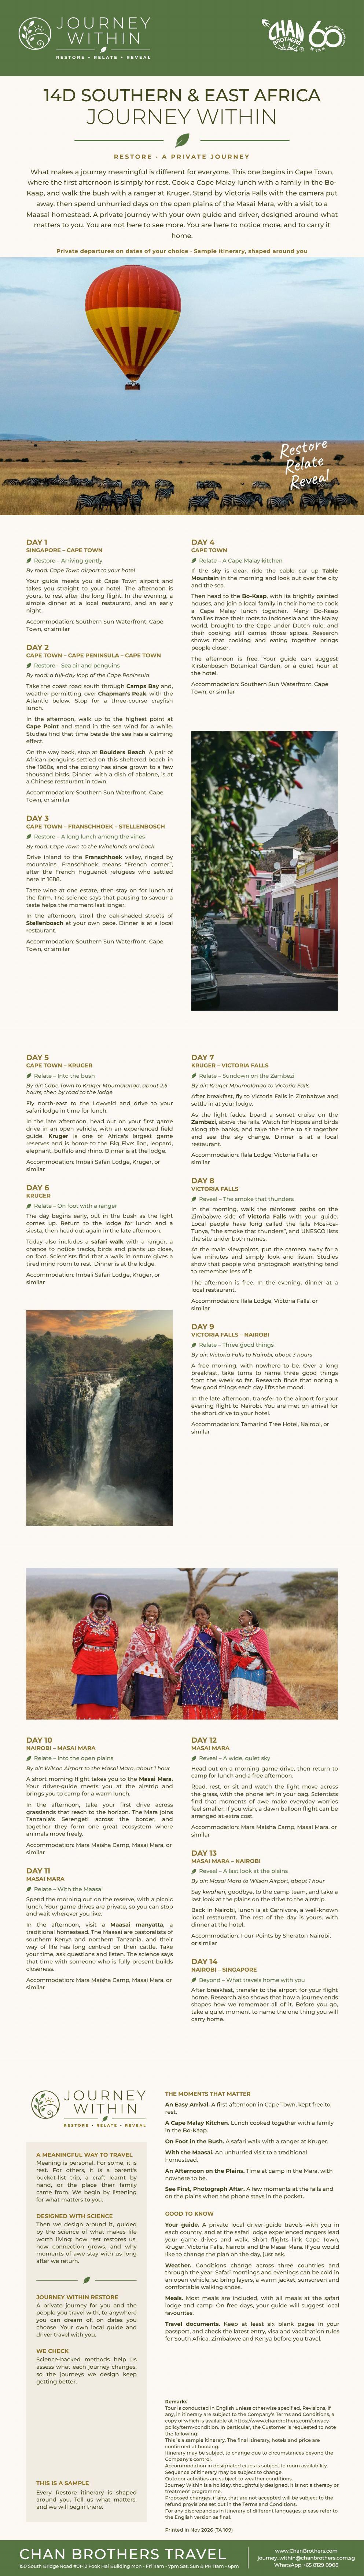 JOURNEY
WITHIN
RESTORE • RELATE • REVEAL
CHAN
BROTHERS
60
14D SOUTHERN & EAST AFRICA
JOURNEY WITHIN
RESTORE · A PRIVATE JOURNEY
What makes a journey meaningful is different for everyone. This one begins in Cape Town,
where the first afternoon is simply for rest. Cook a Cape Malay lunch with a family in the Bo-
Kaap, and walk the bush with a ranger at Kruger. Stand by Victoria Falls with the camera put
away, then spend unhurried days on the open plains of the Masai Mara, with a visit to a
Maasai homestead. A private journey with your own guide and driver, designed around what
matters to you. You are not here to see more. You are here to notice more, and to carry it
home.
Private departures on dates of your choice · Sample itinerary, shaped around you
Restore
Relate
Reveal
DAY 1
SINGAPORE – CAPE TOWN
Restore – Arriving gently
By road: Cape Town airport to your hotel
Your guide meets you at Cape Town airport and
takes you straight to your hotel. The afternoon is
yours, to rest after the long flight. In the evening, a
simple dinner at a local restaurant, and an early
night.
Accommodation: Southern Sun Waterfront, Cape
Town, or similar
DAY 2
CAPE TOWN – CAPE PENINSULA – CAPE TOWN
Restore – Sea air and penguins
By road: a full-day loop of the Cape Peninsula
Take the coast road south through Camps Bay and,
weather permitting, over Chapman's Peak, with the
Atlantic below. Stop for a three-course crayfish
lunch.
In the afternoon, walk up to the highest point at
Cape Point and stand in the sea wind for a while.
Studies find that time beside the sea has a calming
effect.
On the way back, stop at Boulders Beach. A pair of
African penguins settled on this sheltered beach in
the 1980s, and the colony has since grown to a few
thousand birds. Dinner, with a dish of abalone, is at
a Chinese restaurant in town.
Accommodation: Southern Sun Waterfront, Cape
Town, or similar
DAY 3
CAPE TOWN – FRANSCHHOEK – STELLENBOSCH
Restore – A long lunch among the vines
By road: Cape Town to the Winelands and back
Drive inland to the Franschhoek valley, ringed by
mountains. Franschhoek means "French corner",
after the French Huguenot refugees who settled
here in 1688.
Taste wine at one estate, then stay on for lunch at
the farm. The science says that pausing to savour a
taste helps the moment last longer.
In the afternoon, stroll the oak-shaded streets of
Stellenbosch at your own pace. Dinner is at a local
restaurant.
Accommodation: Southern Sun Waterfront, Cape
Town, or similar
DAY 4
CAPE TOWN
Relate – A Cape Malay kitchen
If the sky is clear, ride the cable car up Table
Mountain in the morning and look out over the city
and the sea.
Then head to the Bo-Kaap, with its brightly painted
houses, and join a local family in their home to cook
a Cape Malay lunch together. Many Bo-Kaap
families trace their roots to Indonesia and the Malay
world, brought to the Cape under Dutch rule, and
their cooking still carries those spices. Research
shows that cooking and eating together brings
people closer.
The afternoon is free. Your guide can suggest
Kirstenbosch Botanical Garden, or a quiet hour at
the hotel.
Accommodation: Southern Sun Waterfront, Cape
Town, or similar
DAY 5
CAPE TOWN – KRUGER
Relate – Into the bush
By air: Cape Town to Kruger Mpumalanga, about 2.5
hours, then by road to the lodge
Fly north-east to the Lowveld and drive to your
safari lodge in time for lunch.
In the late afternoon, head out on your first game
drive in an open vehicle, with an experienced field
guide. Kruger is one of Africa's largest game
reserves and is home to the Big Five: lion, leopard,
elephant, buffalo and rhino. Dinner is at the lodge.
Accommodation: Imbali Safari Lodge, Kruger, or
similar
DAY 6
KRUGER
Relate – On foot with a ranger
The day begins early, out in the bush as the light
comes up. Return to the lodge for lunch and a
siesta, then head out again in the late afternoon.
Today also includes a safari walk with a ranger, a
chance to notice tracks, birds and plants up close,
on foot. Scientists find that a walk in nature gives a
tired mind room to rest. Dinner is at the lodge.
Accommodation: Imbali Safari Lodge, Kruger, or
similar
DAY 7
KRUGER – VICTORIA FALLS
Relate – Sundown on the Zambezi
By air: Kruger Mpumalanga to Victoria Falls
After breakfast, fly to Victoria Falls in Zimbabwe and
settle in at your lodge.
As the light fades, board a sunset cruise on the
Zambezi, above the falls. Watch for hippos and birds
along the banks, and take the time to sit together
and see the sky change. Dinner is at a local
restaurant.
Accommodation: Ilala Lodge, Victoria Falls, or
similar
DAY 8
VICTORIA FALLS
Reveal – The smoke that thunders
In the morning, walk the rainforest paths on the
Zimbabwe side of Victoria Falls with your guide.
Local people have long called the falls Mosi-oa-
Tunya, "the smoke that thunders", and UNESCO lists
the site under both names.
At the main viewpoints, put the camera away for a
few minutes and simply look and listen. Studies
show that people who photograph everything tend
to remember less of it.
The afternoon is free. In the evening, dinner at a
local restaurant.
Accommodation: Ilala Lodge, Victoria Falls, or
similar
DAY 9
VICTORIA FALLS – NAIROBI
Relate – Three good things
By air: Victoria Falls to Nairobi, about 3 hours
A free morning, with nowhere to be. Over a long
breakfast, take turns to name three good things
from the week so far. Research finds that noting a
few good things each day lifts the mood.
In the late afternoon, transfer to the airport for your
evening flight to Nairobi. You are met on arrival for
the short drive to your hotel.
Accommodation: Tamarind Tree Hotel, Nairobi, or
similar
DAY 10
NAIROBI – MASAI MARA
Relate – Into the open plains
By air: Wilson Airport to the Masai Mara, about 1 hour
A short morning flight takes you to the Masai Mara.
Your driver-guide meets you at the airstrip and
brings you to camp for a warm lunch.
In the afternoon, take your first drive across
grasslands that reach to the horizon. The Mara joins
Tanzania's Serengeti across the border, and
together they form one great ecosystem where
animals move freely.
Accommodation: Mara Maisha Camp, Masai Mara, or
similar
DAY 11
MASAI MARA
Relate – With the Maasai
Spend the morning out on the reserve, with a picnic
lunch. Your game drives are private, so you can stop
and wait wherever you like.
In the afternoon, visit a Maasai manyatta, a
traditional homestead. The Maasai are pastoralists of
southern Kenya and northern Tanzania, and their
way of life has long centred on their cattle. Take
your time, ask questions and listen. The science says
that time with someone who is fully present builds
closeness.
Accommodation: Mara Maisha Camp, Masai Mara, or
similar
DAY 12
MASAI MARA
Reveal – A wide, quiet sky
Head out on a morning game drive, then return to
camp for lunch and a free afternoon.
Read, rest, or sit and watch the light move across
the grass, with the phone left in your bag. Scientists
find that moments of awe make everyday worries
feel smaller. If you wish, a dawn balloon flight can be
arranged at extra cost.
Accommodation: Mara Maisha Camp, Masai Mara, or
similar
DAY 13
MASAI MARA – NAIROBI
Reveal – A last look at the plains
By air: Masai Mara to Wilson Airport, about 1 hour
Say kwaheri, goodbye, to the camp team, and take a
last look at the plains on the drive to the airstrip.
Back in Nairobi, lunch is at Carnivore, a well-known
local restaurant. The rest of the day is yours, with
dinner at the hotel.
Accommodation: Four Points by Sheraton Nairobi,
or similar
DAY 14
NAIROBI – SINGAPORE
Beyond – What travels home with you
After breakfast, transfer to the airport for your flight
home. Research also shows that how a journey ends
shapes how we remember all of it. Before you go,
take a quiet moment to name the one thing you will
carry home.
JOURNEY
WITHIN
RESTORE • RELATE • REVEAL
A MEANINGFUL WAY TO TRAVEL
Meaning is personal. For some, it is
rest. For others, it is a parent's
bucket-list trip, a craft learnt by
hand, or the place their family
came from. We begin by listening
for what matters to you.
DESIGNED WITH SCIENCE
Then we design around it, guided
by the science of what makes life
worth living: how rest restores us,
how connection grows, and why
moments of awe stay with us long
after we return.
JOURNEY WITHIN RESTORE
A private journey for you and the
people you travel with, to anywhere
you can dream of, on dates you
choose. Your own local guide and
driver travel with you.
WE CHECK
Science-backed methods help us
assess what each journey changes,
so the journeys we design keep
getting better.
THIS IS A SAMPLE
Every Restore itinerary is shaped
around you. Tell us what matters,
and we will begin there.
THE MOMENTS THAT MATTER
An Easy Arrival. A first afternoon in Cape Town, kept free to
rest.
A Cape Malay Kitchen. Lunch cooked together with a family
in the Bo-Kaap.
On Foot in the Bush. A safari walk with a ranger at Kruger.
With the Maasai. An unhurried visit to a traditional
homestead.
An Afternoon on the Plains. Time at camp in the Mara, with
nowhere to be.
See First, Photograph After. A few moments at the falls and
on the plains when the phone stays in the pocket.
GOOD TO KNOW
Your guide. A private local driver-guide travels with you in
each country, and at the safari lodge experienced rangers lead
your game drives and walk. Short flights link Cape Town,
Kruger, Victoria Falls, Nairobi and the Masai Mara. If you would
like to change the plan on the day, just ask.
Weather. Conditions change across three countries and
through the year. Safari mornings and evenings can be cold in
an open vehicle, so bring layers, a warm jacket, sunscreen and
comfortable walking shoes.
Meals. Most meals are included, with all meals at the safari
lodge and camp. On free days, your guide will suggest local
favourites.
Travel documents. Keep at least six blank pages in your
passport, and check the latest entry, visa and vaccination rules
for South Africa, Zimbabwe and Kenya before you travel.
Remarks
Tour is conducted in English unless otherwise specified. Revisions, if
any, in itinerary are subject to the Company's Terms and Conditions, a
copy of which is available at https://www.chanbrothers.com/privacy-
policy/term-condition. In particular, the Customer is requested to note
the following:
This is a sample itinerary. The final itinerary, hotels and price are
confirmed at booking.
Itinerary may be subject to change due to circumstances beyond the
Company's control.
Accommodation in designated cities is subject to room availability.
Sequence of itinerary may be subject to change.
Outdoor activities are subject to weather conditions.
Journey Within is a holiday, thoughtfully designed. It is not a therapy or
treatment programme.
Proposed changes, if any, that are not accepted will be subject to the
refund provisions set out in the Terms and Conditions.
For any discrepancies in itinerary of different languages, please refer to
the English version as final.
Printed in Nov 2025 (TA 109)
CHAN BROTHERS TRAVEL
150 South Bridge Road #01-12 Fook Hai Building Mon - Fri 11am - 7pm Sat, Sun & PH 11am - 6pm
www.ChanBrothers.com
journey_within@chanbrothers.com.sg
WhatsApp +65 8129 0908